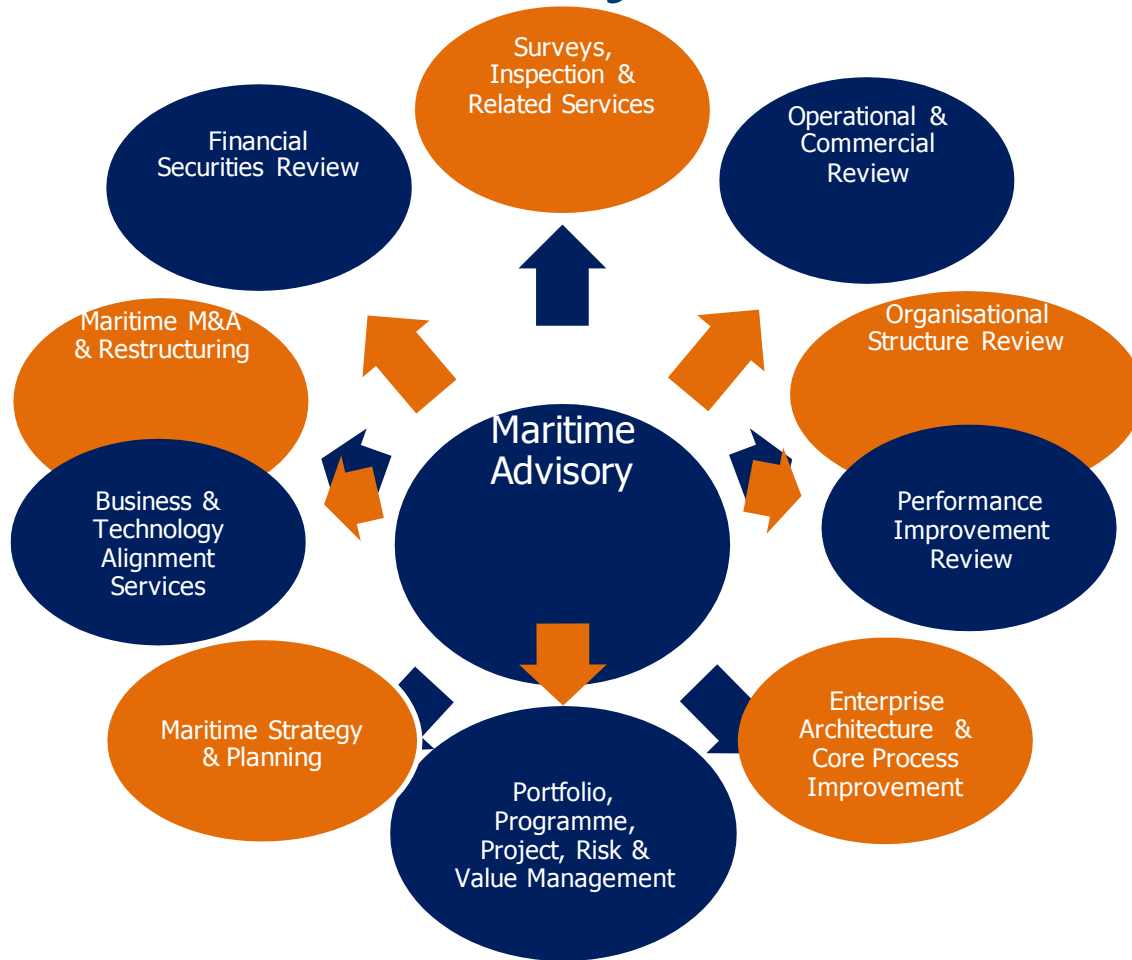 Surveys,
Inspection &
Related Services
Financial
Securities Review
Operational &
Commercial
Review
Maritime M&A
& Restructuring
Organisational
Structure Review
Maritime
Advisory
Business &
Technology
Alignment
Services
Performance
Improvement
Review
Maritime Strategy
& Planning
Enterprise
Architecture &
Core Process
Improvement
Portfolio,
Programme,
Project, Risk &
Value Management